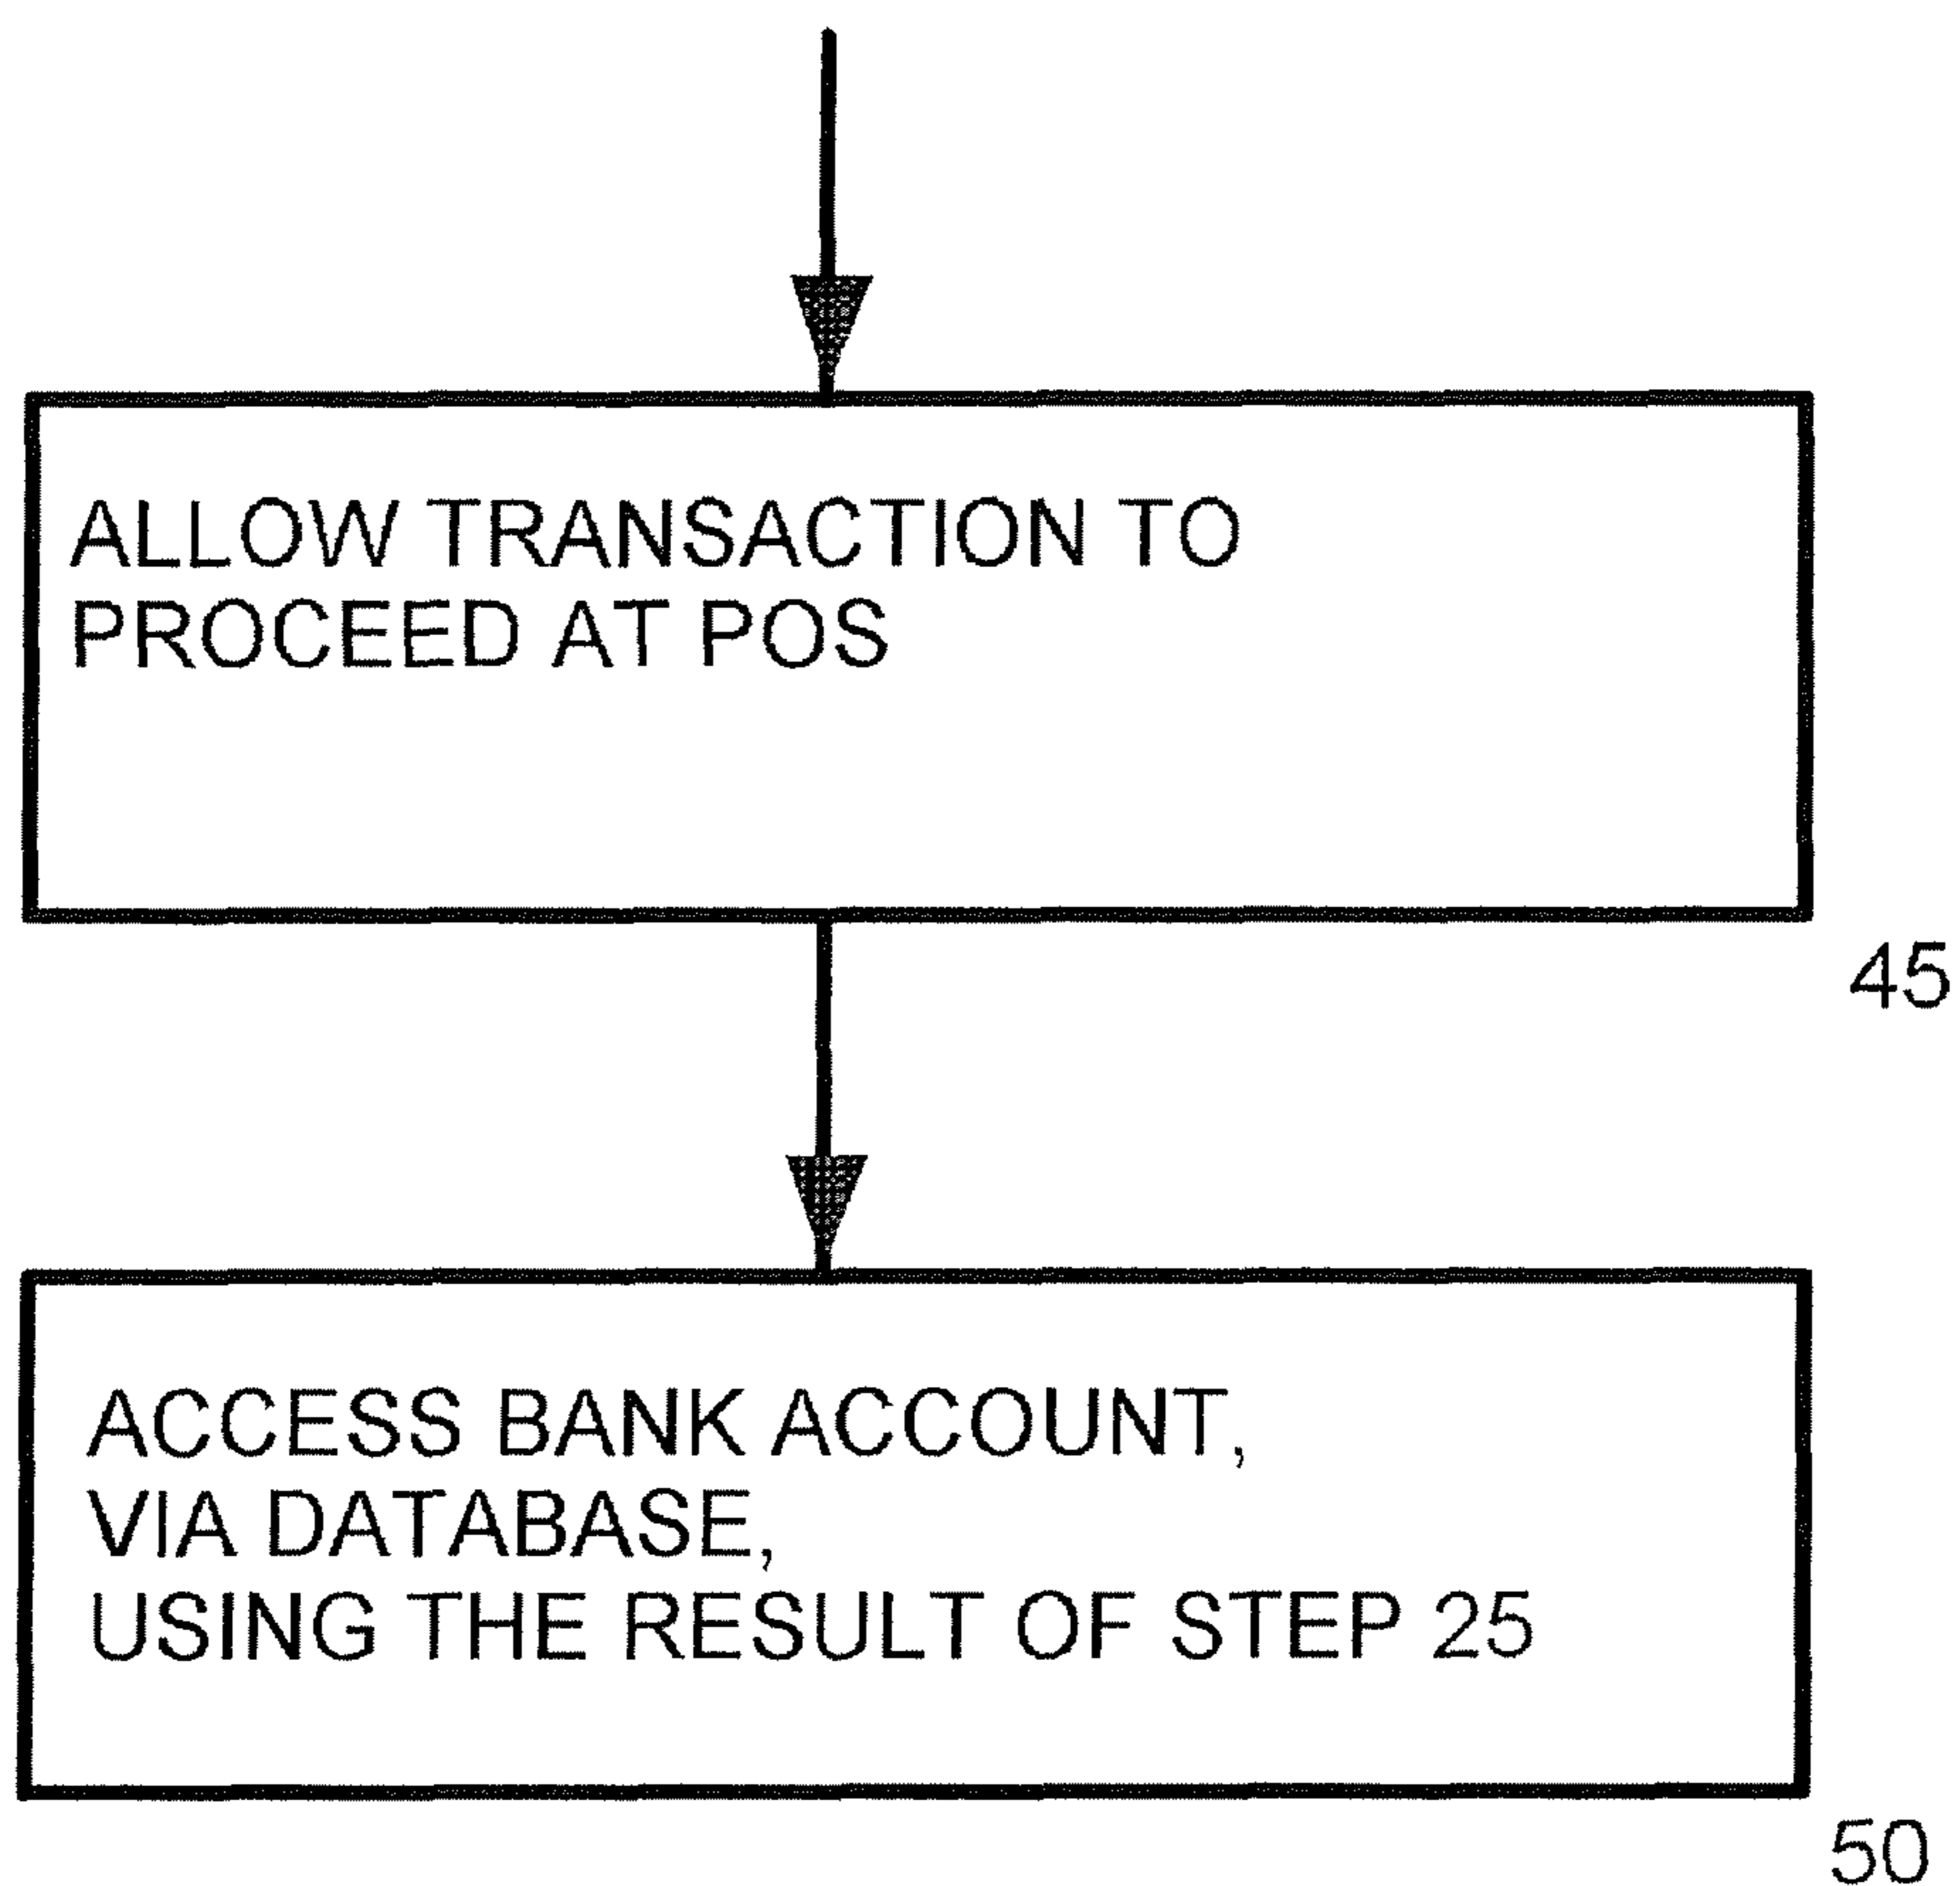 ALLOW TRANSACTION TO
PROCEED AT POS
45
ACCESS BANK ACCOUNT,
VIA DATABASE,
USING THE RESULT OF STEP 25
50